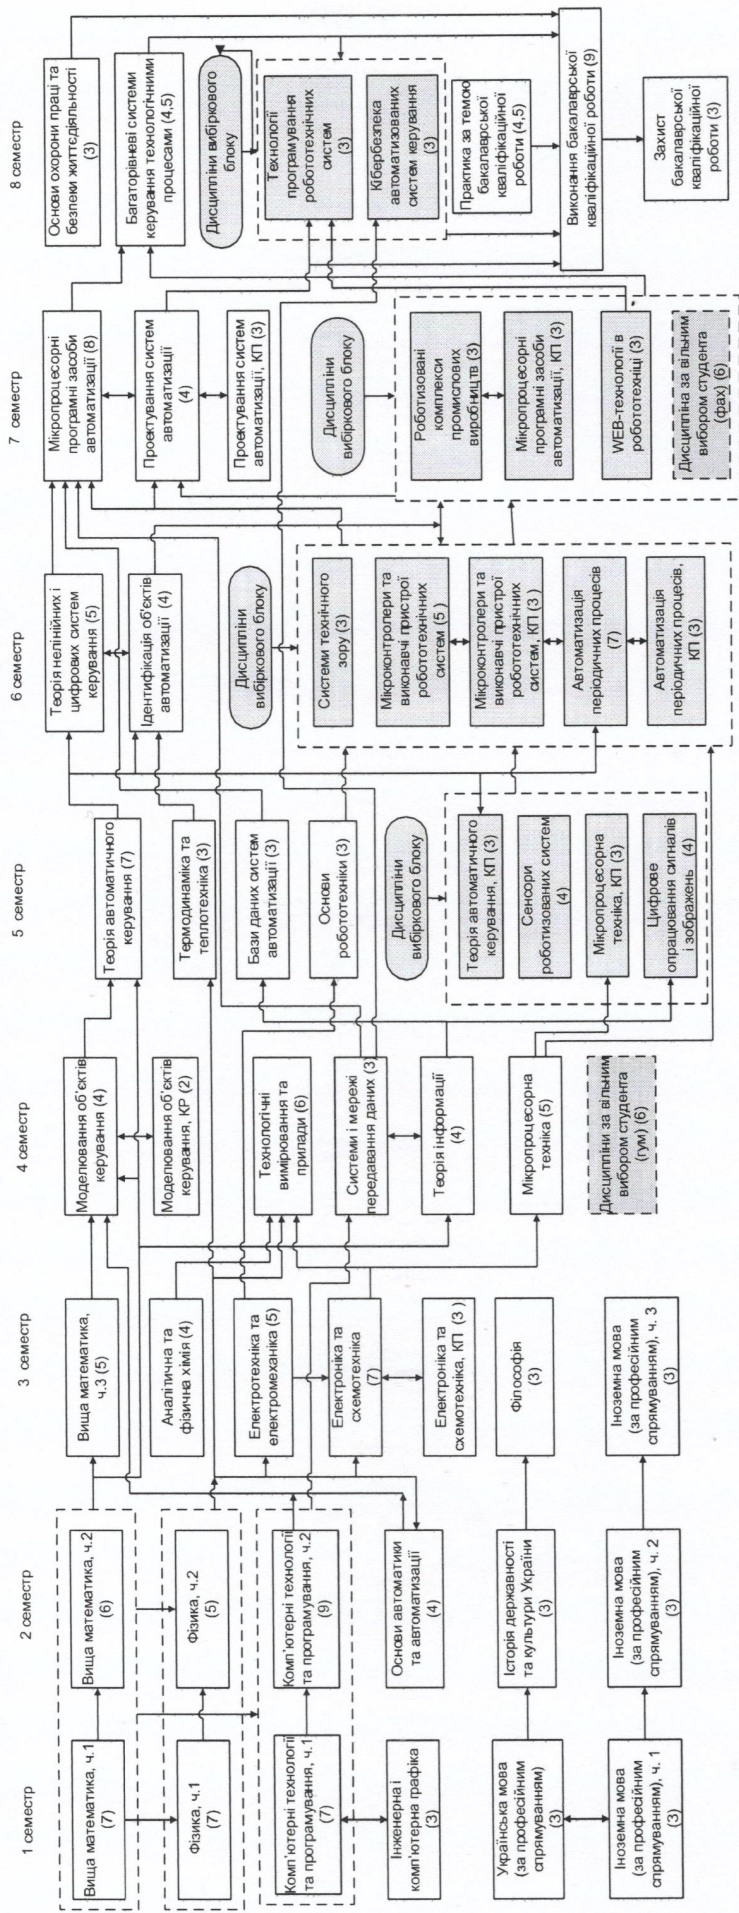 1 семестр
Вища математика, ч.1
(7)
Фізика, ч.1
(7)
Комп'ютерні технології
та програмування, ч.1
(7)
Інженерна і
комп'ютерна графіка
(3)
Українська мова
(за професійним
спрямуванням)
(3)
Іноземна мова
(за професійним
спрямуванням), ч. 1
(3)
2 семестр
Вища математика, ч.2
(6)
Фізика, ч.2
(5)
Комп'ютерні технології
та програмування, ч.2
(9)
Основи автоматики
та автоматизації
(4)
Історія державності
та культури України
(3)
Іноземна мова
(за професійним
спрямуванням), ч. 2
(3)
3 семестр
Вища математика,
ч.3 (5)
Аналітична та
фізична хімія (4)
Електротехніка та
електромеханіка (5)
Електроніка та
схемотехніка
(7)
Електроніка та
схемотехніка, КП (3 )
Філософія
(3)
Іноземна мова
(за професійним
спрямуванням), ч. 3
(3)
4 семестр
Моделювання об'єктів
керування (4)
Моделювання об'єктів
керування, КР (2)
Технологічні
вимірювання та
прилади (6)
Системи і мережі
передавання даних (3)
Теорія інформації
(4)
Мікропроцесорна
техніка (5)
Дисципліни за вільним
вибором студента
(гум) (6)
5 семестр
Теорія автоматичного
керування (7)
Термодинаміка та
теплотехніка (3)
Бази даних систем
автоматизації (3)
Основи
робототехніки (3)
Дисципліни
вибіркового блоку
Теорія автоматичного
керування, КП (3)
Сенсори
роботизованих систем
(4)
Мікропроцесорна
техніка, КП (3)
Цифрове
опрацювання сигналів
і зображень (4)
6 семестр
Теорія нелінійних і
цифрових систем
керування (5)
Ідентифікація об'єктів
автоматизації (4)
Дисципліни
вибіркового блоку
Системи технічного
зору (3)
Мікроконтролери та
виконавчі пристрої
робототехнічних
систем (5 )
Мікроконтролери та
виконавчі пристрої
робототехнічних
систем, КП (3 )
Автоматизація
періодичних процесів
(7)
Автоматизація
періодичних процесів,
КП (3)
7 семестр
Мікропроцесорні
програмні засоби
автоматизації (8)
Проектування систем
автоматизації
(4)
Проектування систем
автоматизації, КП (3)
Дисципліни
вибіркового блоку
Роботизовані
комплекси
промислових
виробництв (3)
Мікропроцесорні
програмні засоби
автоматизації, КП (3)
WEB-технології в
робототехніці (3)
Дисципліна за вільним
вибором студента
(фах) (6)
8 семестр
Основи охорони праці та
безпеки життєдіяльності
(3)
Багаторівневі системи
керування технологічними
процесами (4,5)
Дисципліни вибіркового
блоку
Технології
програмування
робототехнічних
систем
(3)
Кібербезпека
автоматизованих
систем керування
(3)
Практика за темою
бакалаврської
кваліфікаційної
роботи (4,5)
Виконання бакалаврської
кваліфікаційної роботи (9)
Захист
бакалаврської
кваліфікаційної
роботи (3)